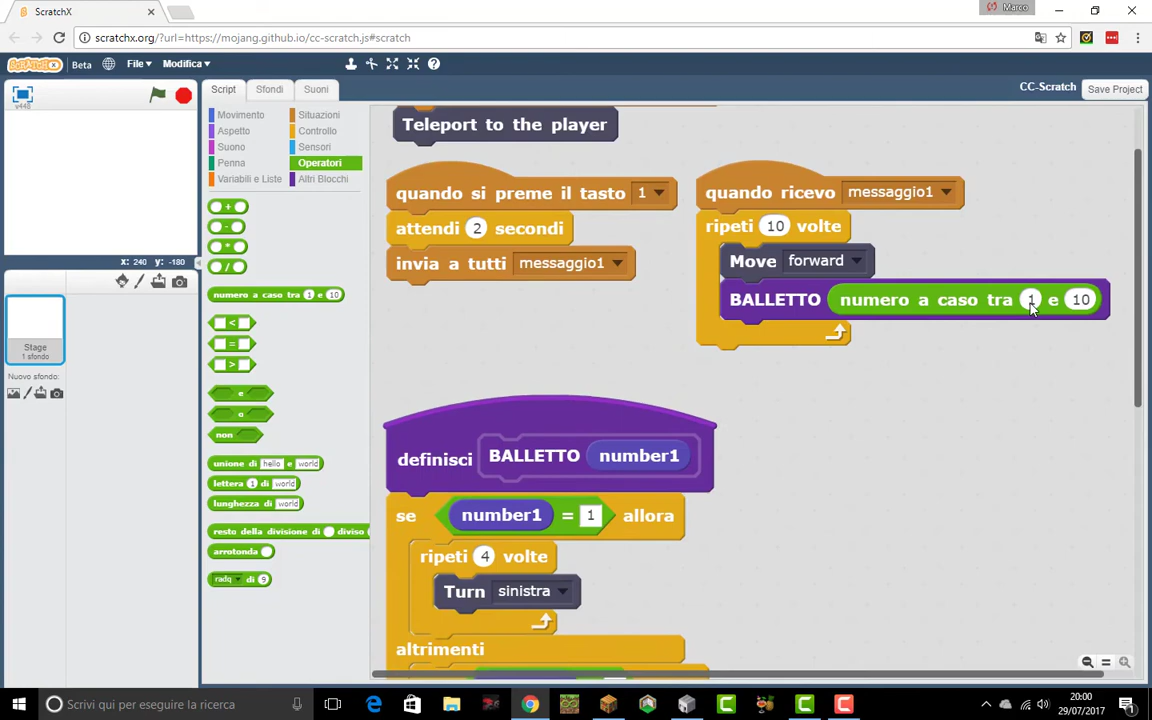 ScratchX
Marco
scratchx.org/?url=https://mojang.github.io/cc-scratch.js#scratch
SCRATCHX
Beta
File
Modifica
CC-Scratch
Save Project
v448
x: 240 y: -180
Stage
1 sfondo
Nuovo sfondo:
Script
Sfondi
Suoni
Movimento
Situazioni
Aspetto
Controllo
Suono
Sensori
Penna
Operatori
Variabili e Liste
Altri Blocchi
+
-
*
/
numero a caso tra 1 e 10
<
=
>
e
o
non
unione di hello e world
lettera 1 di world
lunghezza di world
resto della divisione di diviso
arrotonda
radq di 9
Teleport to the player
quando si preme il tasto 1
attendi 2 secondi
invia a tutti messaggio1
quando ricevo messaggio1
ripeti 10 volte
Move forward
BALLETTO numero a caso tra 1 e 10
definisci BALLETTO number1
se number1 = 1 allora
ripeti 4 volte
Turn sinistra
altrimenti
Scrivi qui per eseguire la ricerca
20:00
29/07/2017